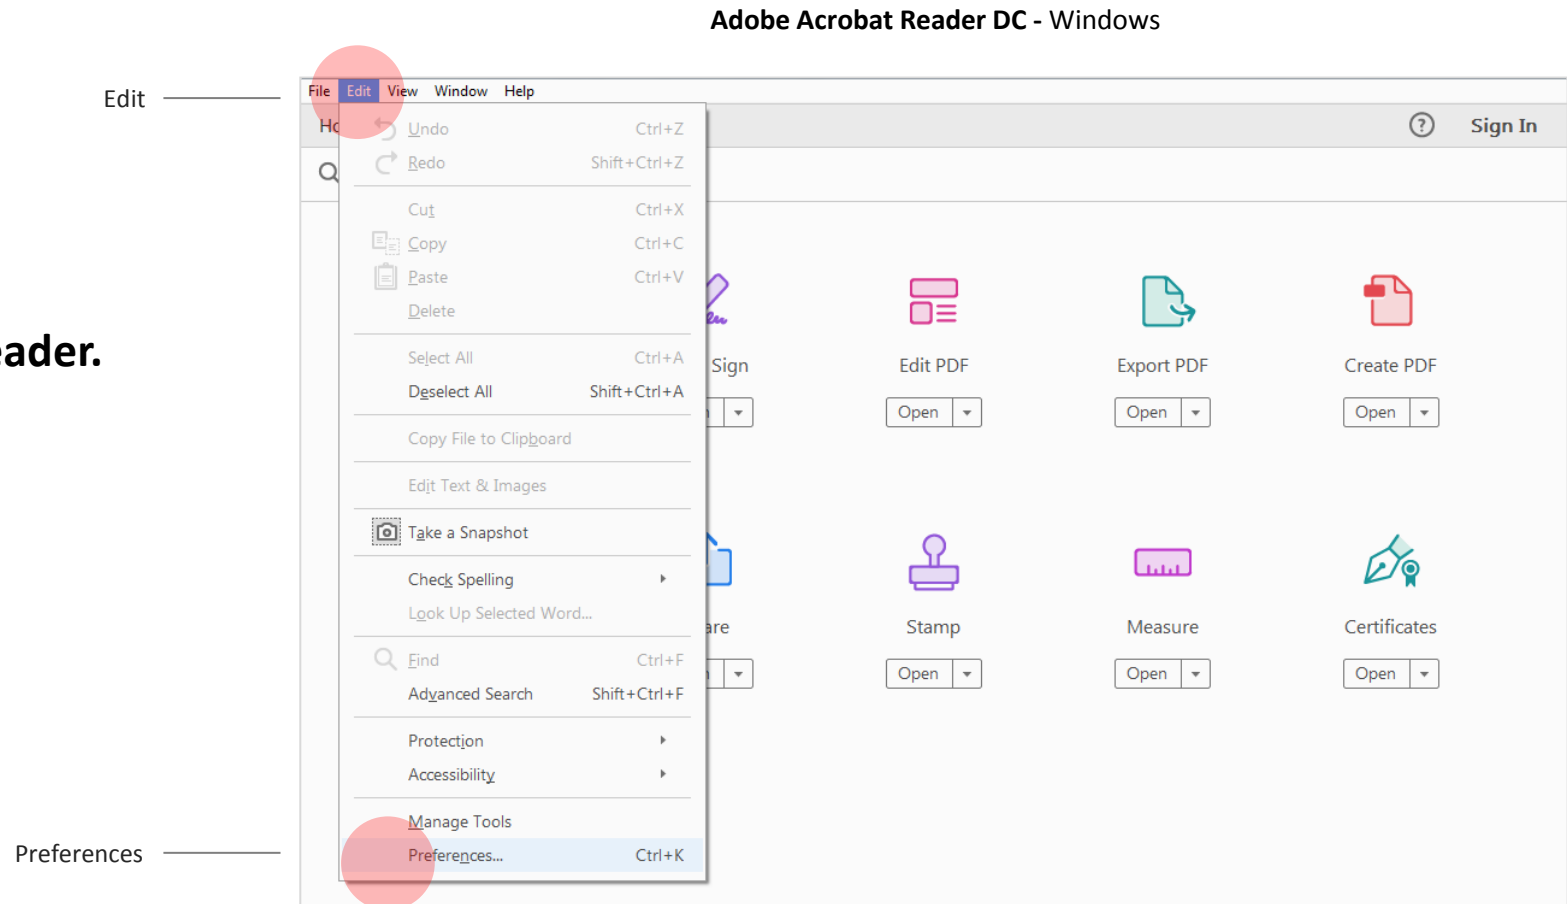 Adobe Acrobat Reader DC - Windows
Edit
File Edit View Window Help
Sign In
Undo Ctrl+Z
Redo Shift+Ctrl+Z
Cut Ctrl+X
Copy Ctrl+C
Paste Ctrl+V
Delete
Select All Ctrl+A
Deselect All Shift+Ctrl+A
Copy File to Clipboard
Edit Text & Images
Take a Snapshot
Check Spelling
Look Up Selected Word...
Find Ctrl+F
Advanced Search Shift+Ctrl+F
Protection
Accessibility
Manage Tools
Preferences... Ctrl+K
Sign Edit PDF Export PDF Create PDF
Open Open Open
Stamp Measure Certificates
Open Open Open
Preferences